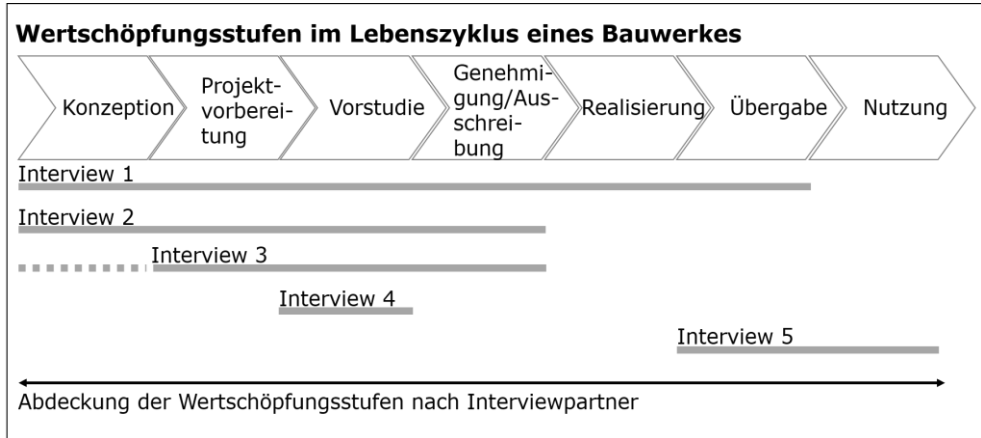 Wertschöpfungsstufen im Lebenszyklus eines Bauwerkes
Konzeption
Projekt-
vorberei-
tung
Vorstudie
Genehmi-
gung/Aus-
schrei-
bung
Realisierung
Übergabe
Nutzung
Interview 1
Interview 2
Interview 3
Interview 4
Interview 5
Abdeckung der Wertschöpfungsstufen nach Interviewpartner